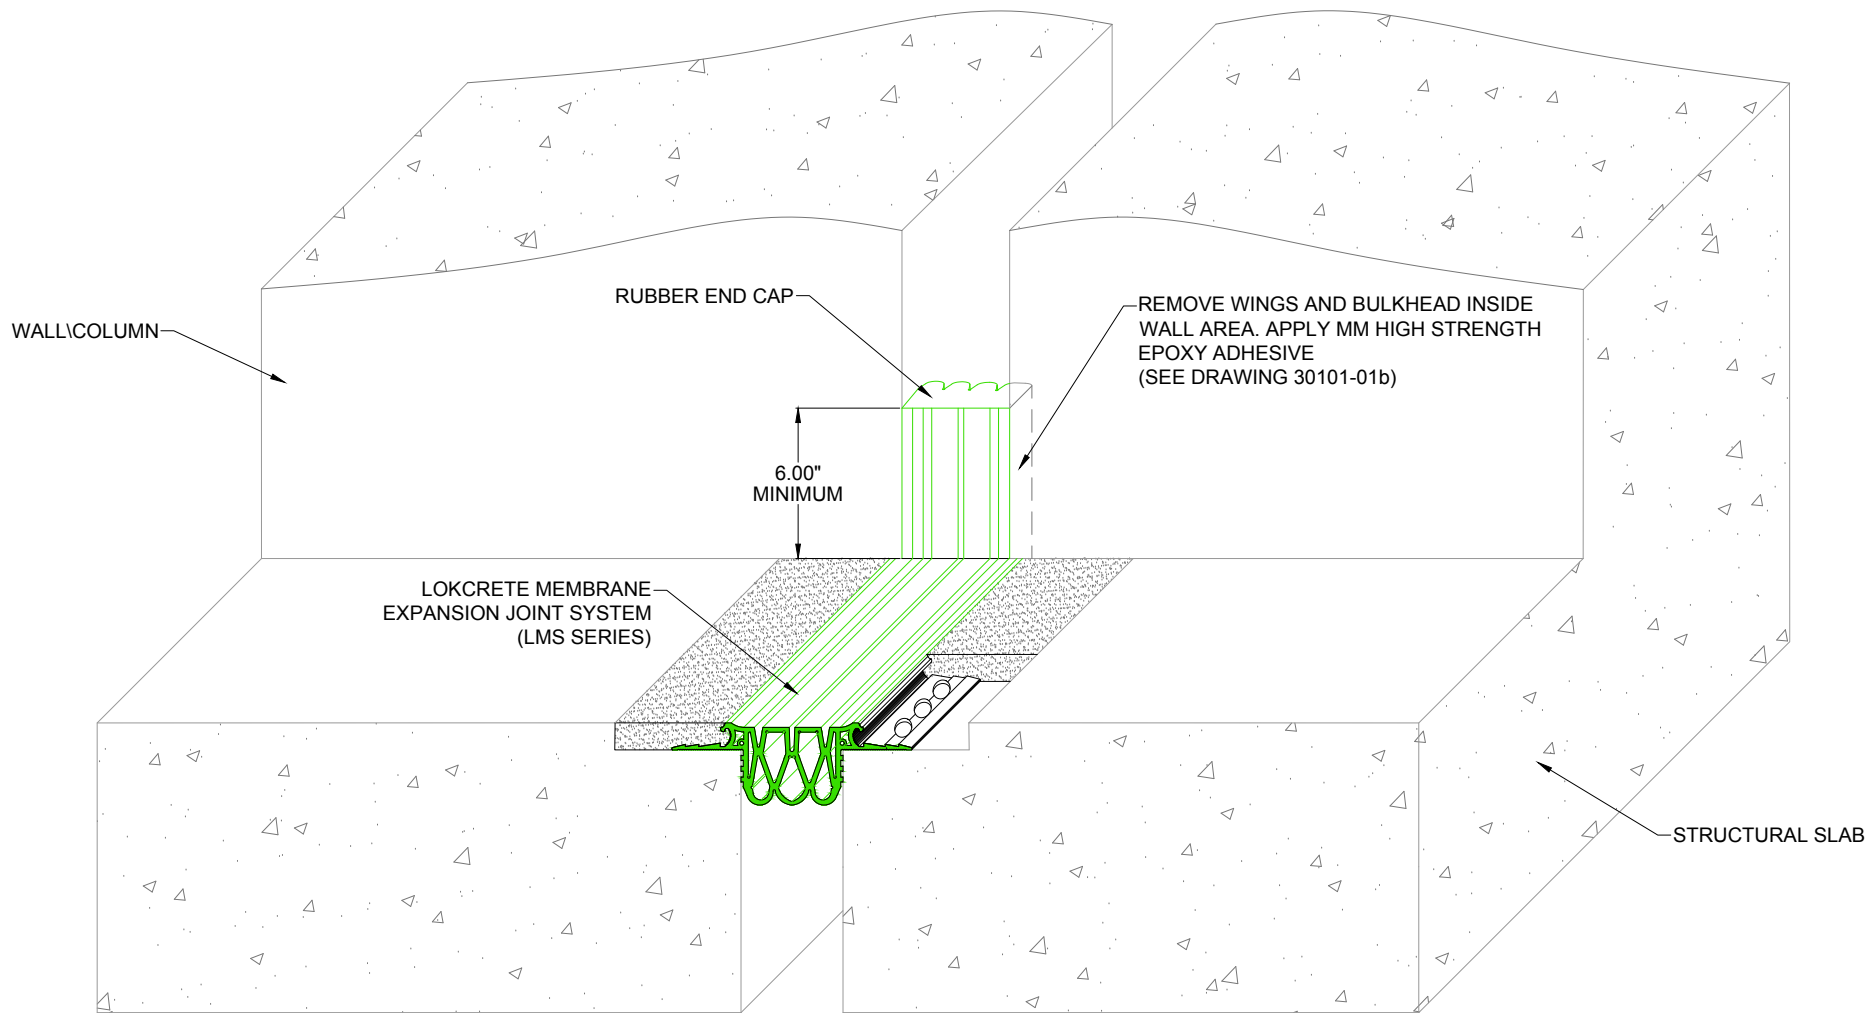 RUBBER END CAP
REMOVE WINGS AND BULKHEAD INSIDE
WALL AREA. APPLY MM HIGH STRENGTH
EPOXY ADHESIVE
(SEE DRAWING 30101-01b)
WALL\COLUMN
6.00"
MINIMUM
LOKCRETE MEMBRANE
EXPANSION JOINT SYSTEM
(LMS SERIES)
STRUCTURAL SLAB